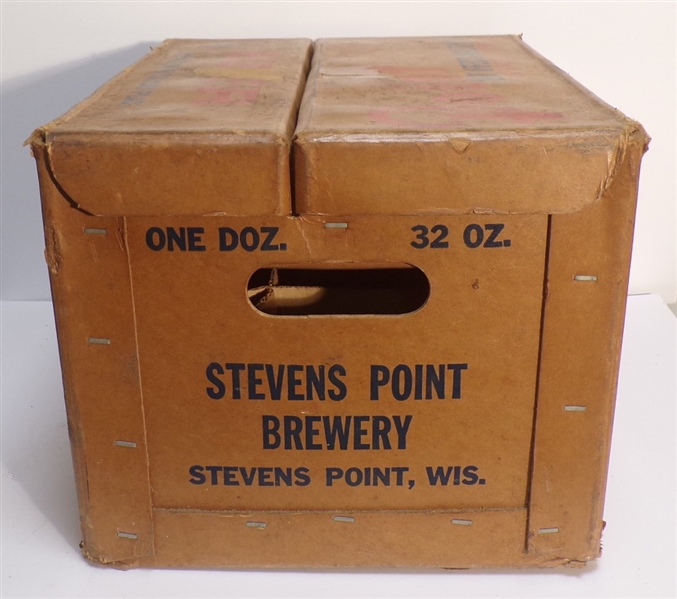 ONE DOZ. 32 OZ.
STEVENS POINT
BREWERY
STEVENS POINT, WIS.